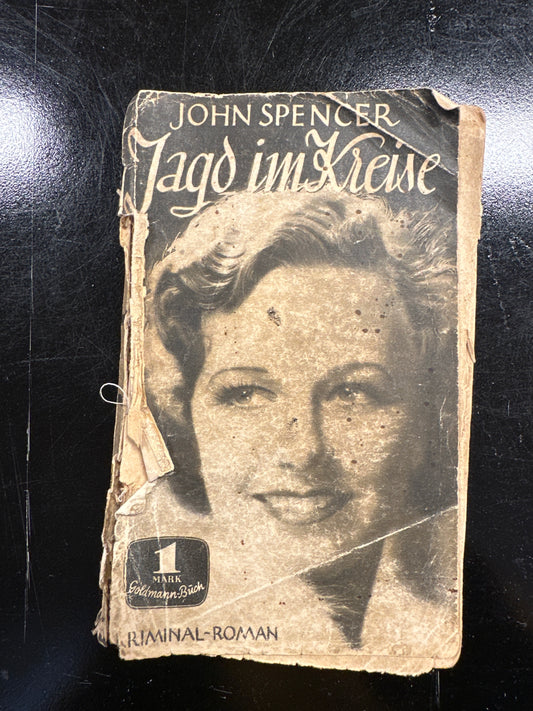 JOHN SPENCER
Jagd im Kreise
1
MARK
Goldmann-Buch
RIMINAL-ROMAN